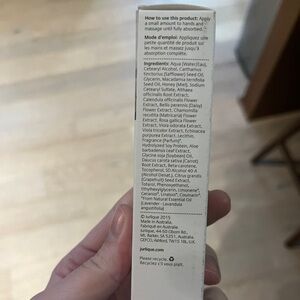 How to use this product: Apply
a small amount to hands and
massage until fully absorbed.
Mode d'emploi: Appliquez une
petite quantité de produit sur
les mains et massez jusqu'à
absorption complète.
Ingredients: Aqua (Water/Eau),
Cetearyl Alcohol, Carthamus
tinctorius (Safflower) Seed Oil,
Glycerin, Macadamia ternifolia
Seed Oil, Honey [Miel], Sodium
Cetearyl Sulfate, Althaea
officinalis Root Extract,
Calendula officinalis Flower
Extract, Bellis perennis (Daisy)
Flower Extract, Chamomilla
recutita (Matricaria) Flower
Extract, Rosa gallica Flower
Extract, Viola odorata Extract,
Viola tricolor Extract, Echinacea
purpurea Extract, Lecithin,
Fragrance (Parfum)*,
Hydrolyzed Soy Protein, Aloe
barbadensis Leaf Extract,
Glycine soja (Soybean) Oil,
Daucus carota sativa (Carrot)
Root Extract, Beta-carotene,
Tocopherol, SD Alcohol 40 A
(Alcohol Denat.), Citrus grandis
(Grapefruit) Seed Extract,
Totarol, Phenoxyethanol,
Ethylhexylglycerin, Limonene°,
Geraniol°, Linalool°, Coumarin°.
*From Natural Essential Oil
(Lavender - Lavandula
angustifolia)
© Jurlique 2015
Made in Australia.
Fabriqué en Australie
Jurlique, 44-50 Oborn Rd,
Mt. Barker, SA 5251, Australia
GEFCO, Ashford, TW15 1BL, U.K.
jurlique.com
Please recycle.
Recyclez s'il vous plaît.